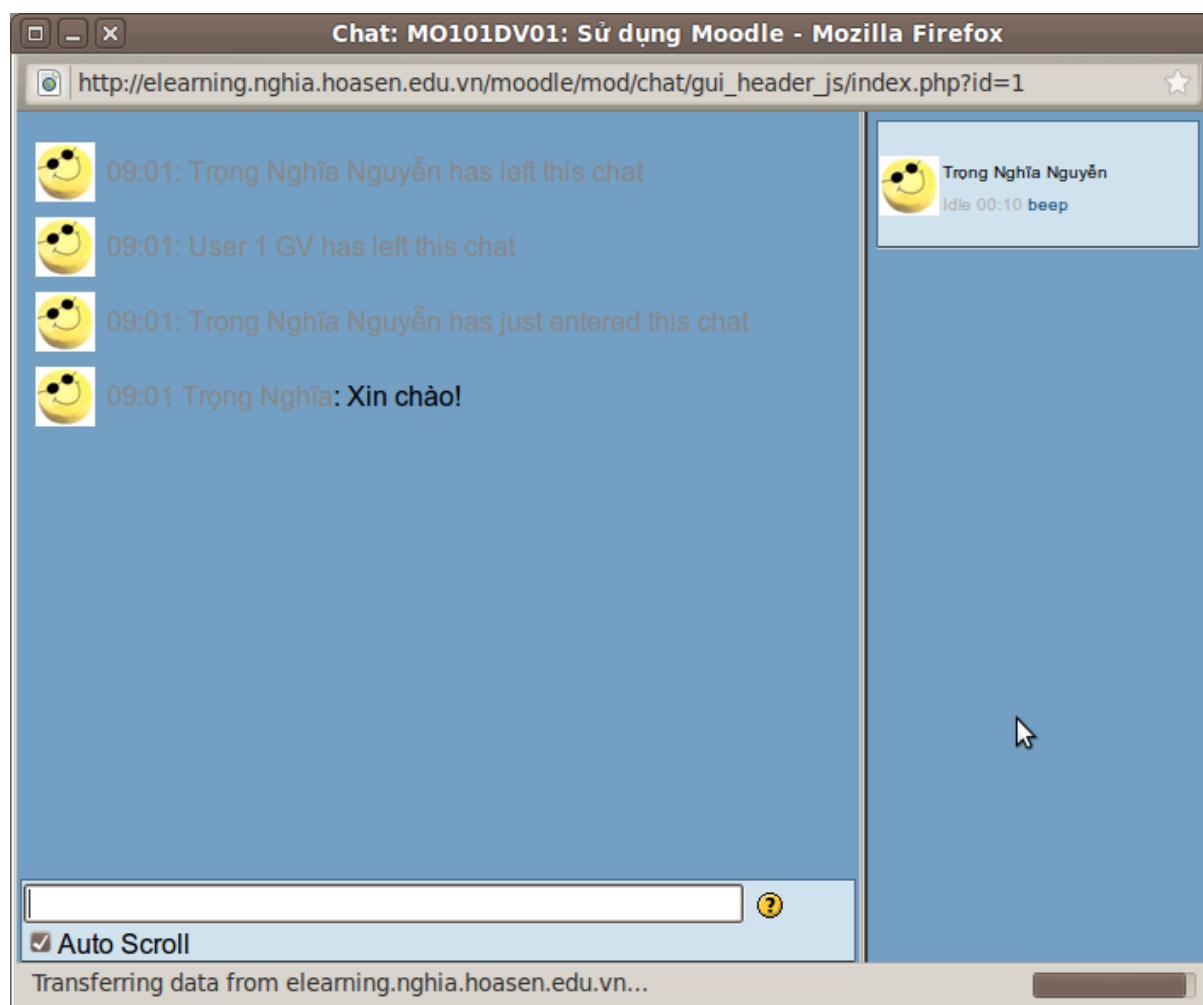 Chat: MO101DV01: Sử dụng Moodle - Mozilla Firefox
http://elearning.nghia.hoasen.edu.vn/moodle/mod/chat/gui_header_js/index.php?id=1
09:01: Trọng Nghĩa Nguyễn has left this chat
09:01: User 1 GV has left this chat
09:01: Trọng Nghĩa Nguyễn has just entered this chat
09:01 Trọng Nghĩa: Xin chào!
Trọng Nghĩa Nguyễn
Idle 00:10 beep
?
Auto Scroll
Transferring data from elearning.nghia.hoasen.edu.vn...